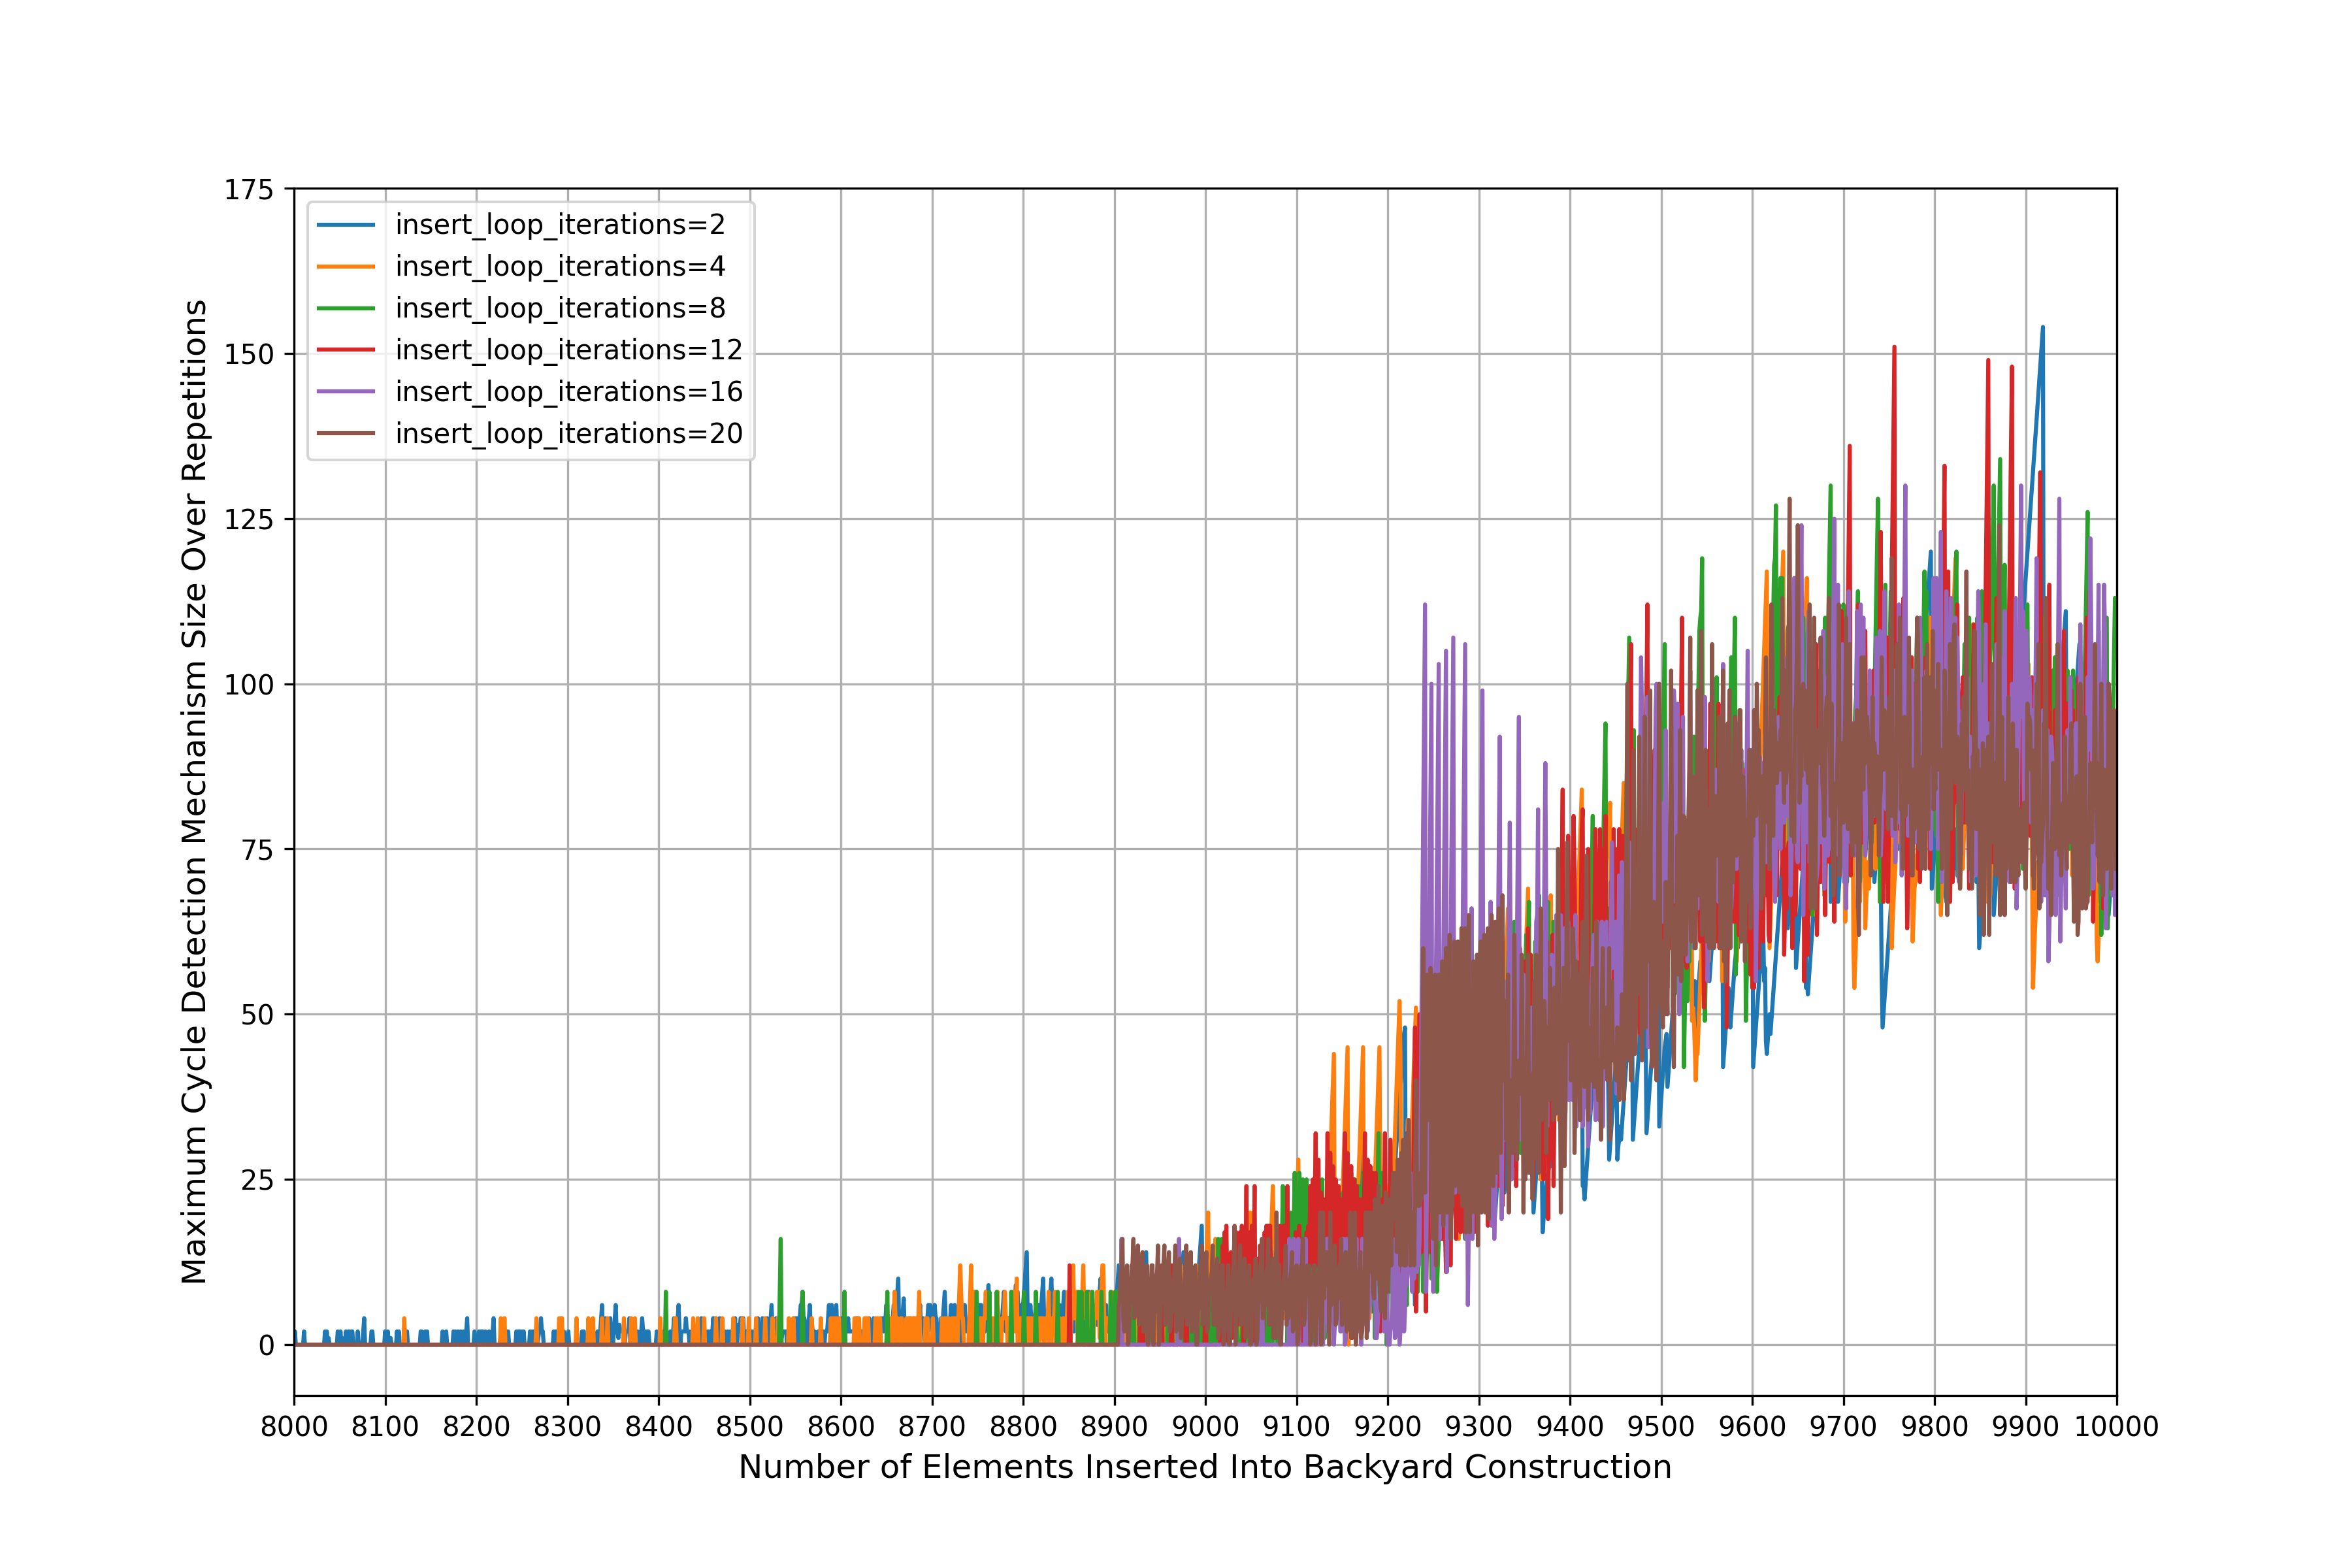 175
150
125
100
75
50
25
0
Maximum Cycle Detection Mechanism Size Over Repetitions
insert_loop_iterations=2
insert_loop_iterations=4
insert_loop_iterations=8
insert_loop_iterations=12
insert_loop_iterations=16
insert_loop_iterations=20
8000 8100 8200 8300 8400 8500 8600 8700 8800 8900 9000 9100 9200 9300 9400 9500 9600 9700 9800 9900 10000
Number of Elements Inserted Into Backyard Construction